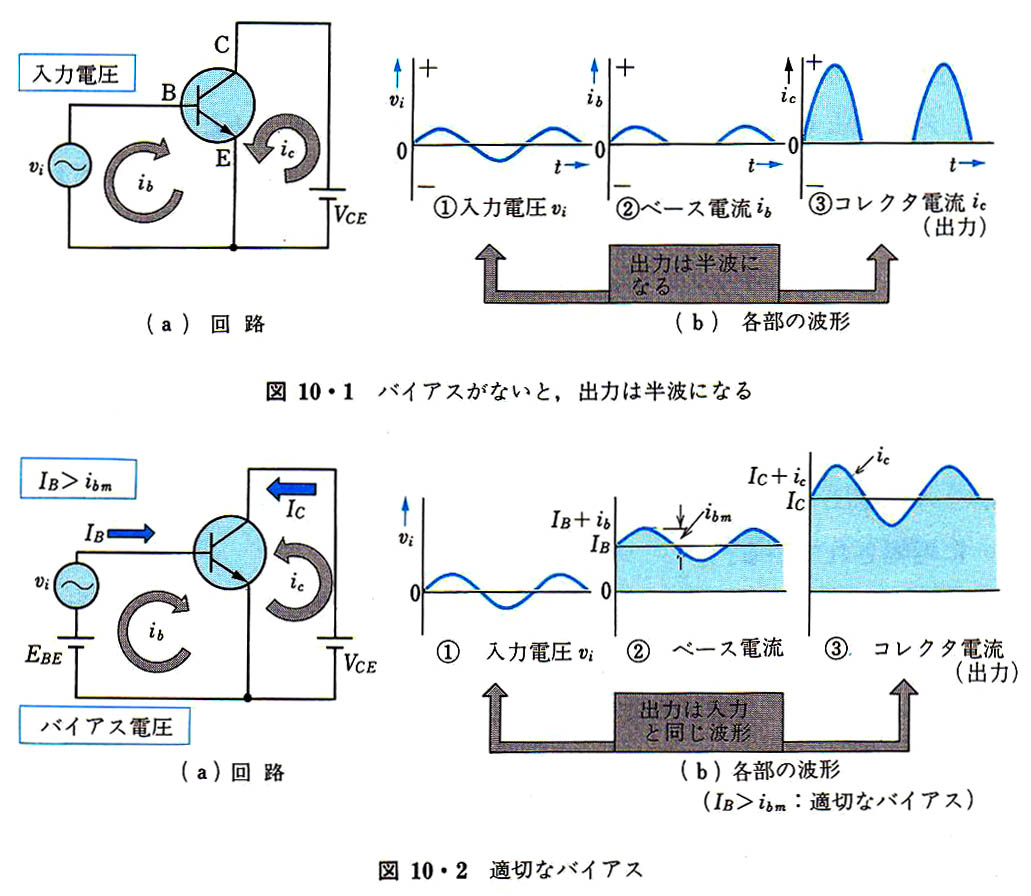 入力電圧
C
B
E
vi
ib
ic
VCE
(a) 回路
vi
+
0
−
t
①入力電圧 vi
ib
+
0
−
t
②ベース電流 ib
ic
+
0
−
t
③コレクタ電流 ic
(出力)
出力は半波に
なる
(b) 各部の波形
図 10・1 バイアスがないと，出力は半波になる
IB>ibm
IB
IC
vi
ib
ic
EBE
VCE
バイアス電圧
(a) 回路
vi
0
① 入力電圧 vi
IB+ib
IB
ibm
0
② ベース電流
IC+ic
IC
ic
0
③ コレクタ電流
(出力)
出力は入力
と同じ波形
(b) 各部の波形
(IB>ibm：適切なバイアス)
図 10・2 適切なバイアス